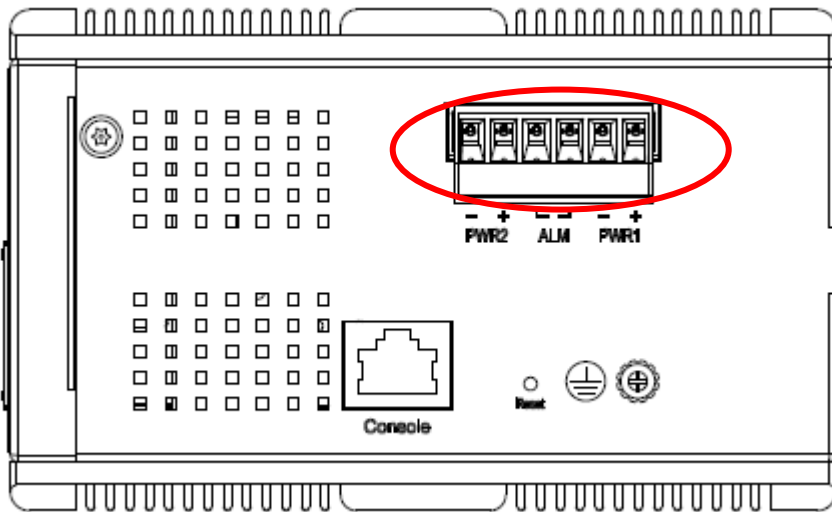 - + - +
PWR2 ALM PWR1
Console
Reset